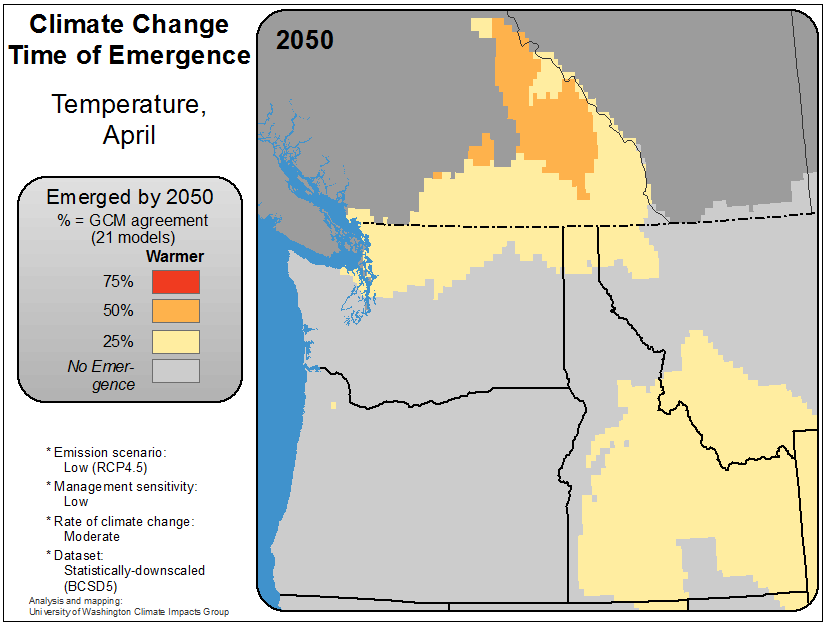 Climate Change
Time of Emergence
Temperature,
April
2050
Emerged by 2050
% = GCM agreement
(21 models)
Warmer
75%
50%
25%
No Emer-
gence
* Emission scenario:
Low (RCP4.5)
* Management sensitivity:
Low
* Rate of climate change:
Moderate
* Dataset:
Statistically-downscaled
(BCSD5)
Analysis and mapping:
University of Washington Climate Impacts Group